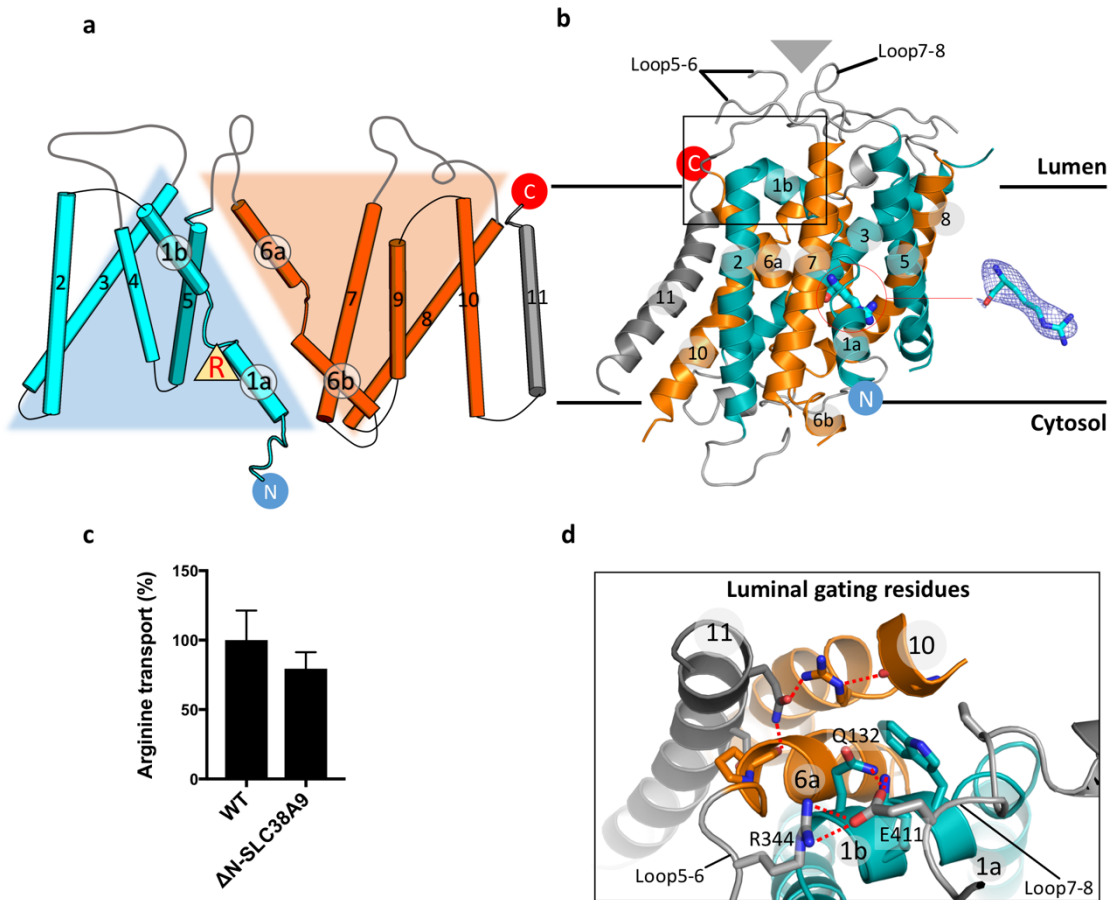 a
2
3
4
1b
5
R
1a
N
6a
6b
7
9
8
10
11
C
b
Loop5-6
Loop7-8
C
Lumen
1b
8
3
2
6a
7
5
11
1a
10
N
6b
Cytosol
c
Arginine transport (%)
150
100
50
0
WT
ΔN-SLC38A9
d
Luminal gating residues
11
10
Q132
6a
R344
E411
1b
1a
Loop5-6
Loop7-8